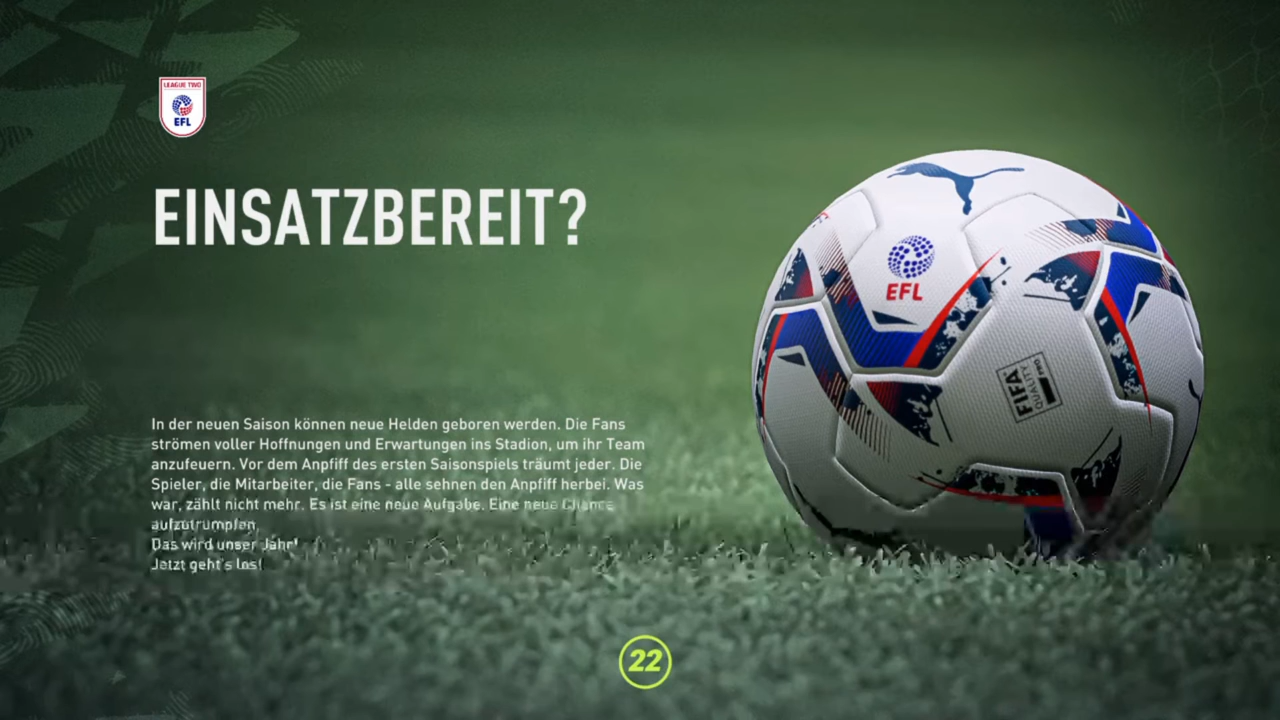 LEAGUE TWO
EFL
EINSATZBEREIT?
EFL
FIFA
QUALITY PRO
In der neuen Saison können neue Helden geboren werden. Die Fans
strömen voller Hoffnungen und Erwartungen ins Stadion, um ihr Team
anzufeuern. Vor dem Anpfiff des ersten Saisonspiels träumt jeder. Die
Spieler, die Mitarbeiter, die Fans - alle sehnen den Anpfiff herbei. Was
war, zählt nicht mehr. Es ist eine neue Aufgabe. Eine neue Chance
aufzutrumpfen.
Das wird unser Jahr!
Jetzt geht's los!
22